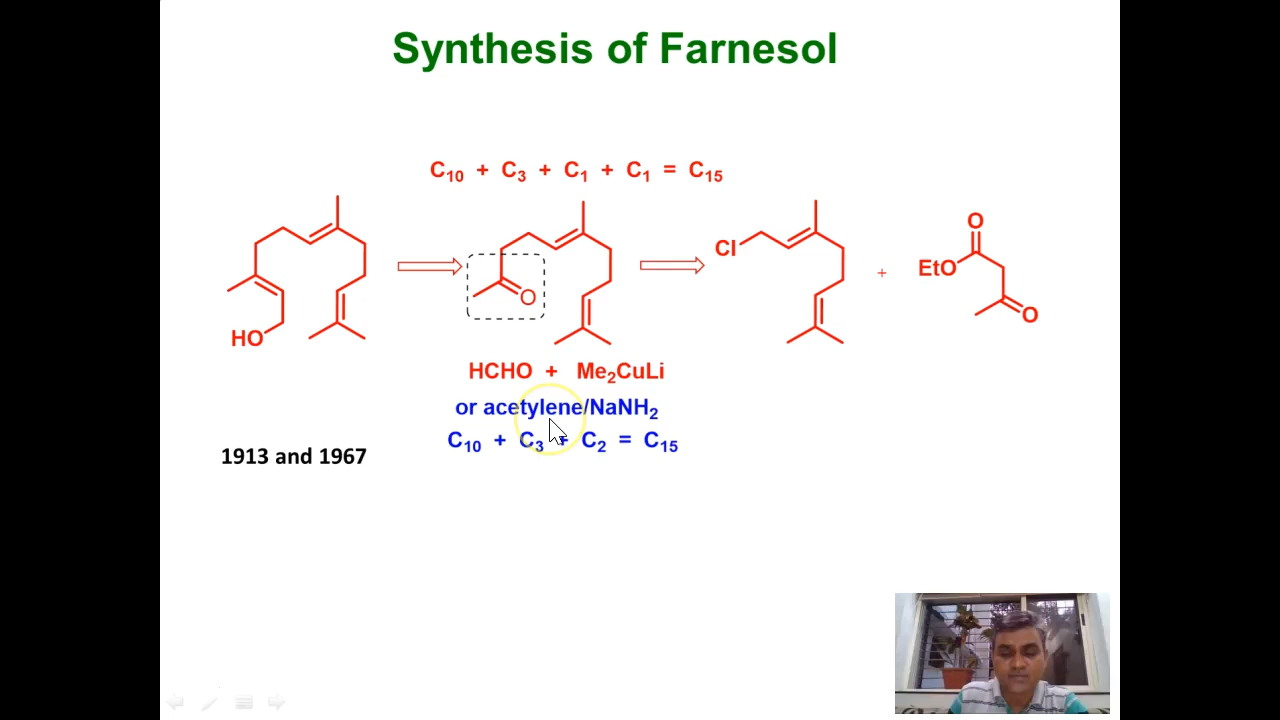 Synthesis of Farnesol
C10 + C3 + C1 + C1 = C15
Cl
O
EtO
O
O
HO
HCHO + Me2CuLi
or acetylene/NaNH2
C10 + C3 + C2 = C15
1913 and 1967